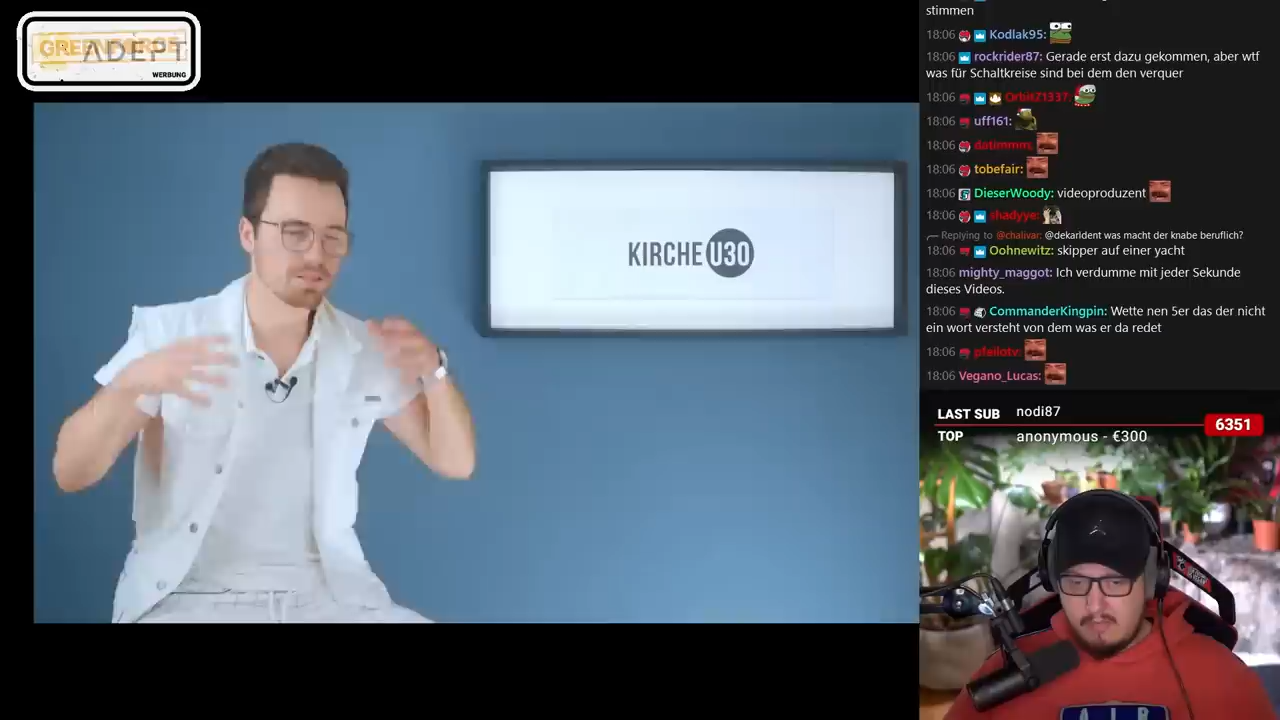 ADEPT
WERBUNG
KIRCHE U30
stimmen
18:06 Kodlak95:
18:06 rockrider87: Gerade erst dazu gekommen, aber wtf
was für Schaltkreise sind bei dem den verquer
18:06 OrbitZ1337:
18:06 uff161:
18:06 datimmm:
18:06 tobefair:
18:06 DieserWoody: videoproduzent
18:06 shadyye:
Replying to @chalivar: @dekarldent was macht der knabe beruflich?
18:06 Oohnewitz: skipper auf einer yacht
18:06 mighty_maggot: Ich verdumme mit jeder Sekunde
dieses Videos.
18:06 CommanderKingpin: Wette nen 5er das der nicht
ein wort versteht von dem was er da redet
18:06 pfeilotv:
18:06 Vegano_Lucas:
LAST SUB nodi87
6351
TOP anonymous - €300